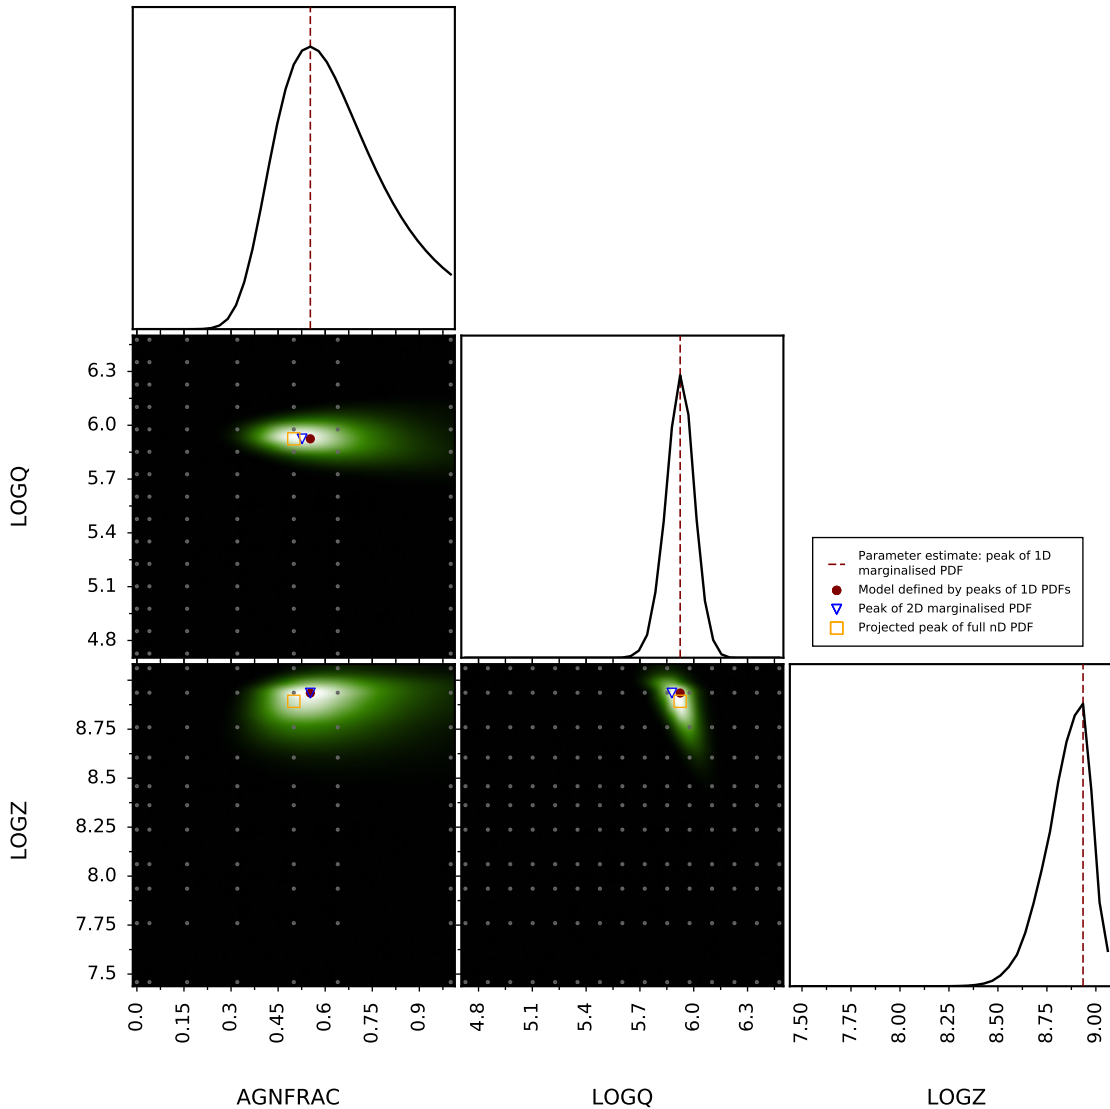 6.3
6.0
5.7
5.4
5.1
4.8
LOGQ
Parameter estimate: peak of 1D
marginalised PDF
Model defined by peaks of 1D PDFs
Peak of 2D marginalised PDF
Projected peak of full nD PDF
8.75
8.5
8.25
8.0
7.75
7.5
LOGZ
0.0 0.15 0.3 0.45 0.6 0.75 0.9
4.8 5.1 5.4 5.7 6.0 6.3
7.50 7.75 8.00 8.25 8.50 8.75 9.00
AGNFRAC LOGQ LOGZ